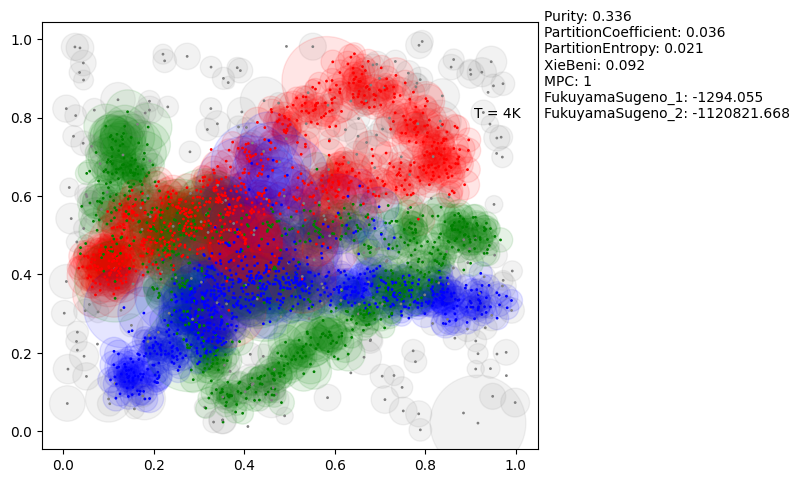 Purity: 0.336
PartitionCoefficient: 0.036
PartitionEntropy: 0.021
XieBeni: 0.092
MPC: 1
FukuyamaSugeno_1: -1294.055
FukuyamaSugeno_2: -1120821.668
T = 4K
1.0
0.8
0.6
0.4
0.2
0.0
0.0 0.2 0.4 0.6 0.8 1.0